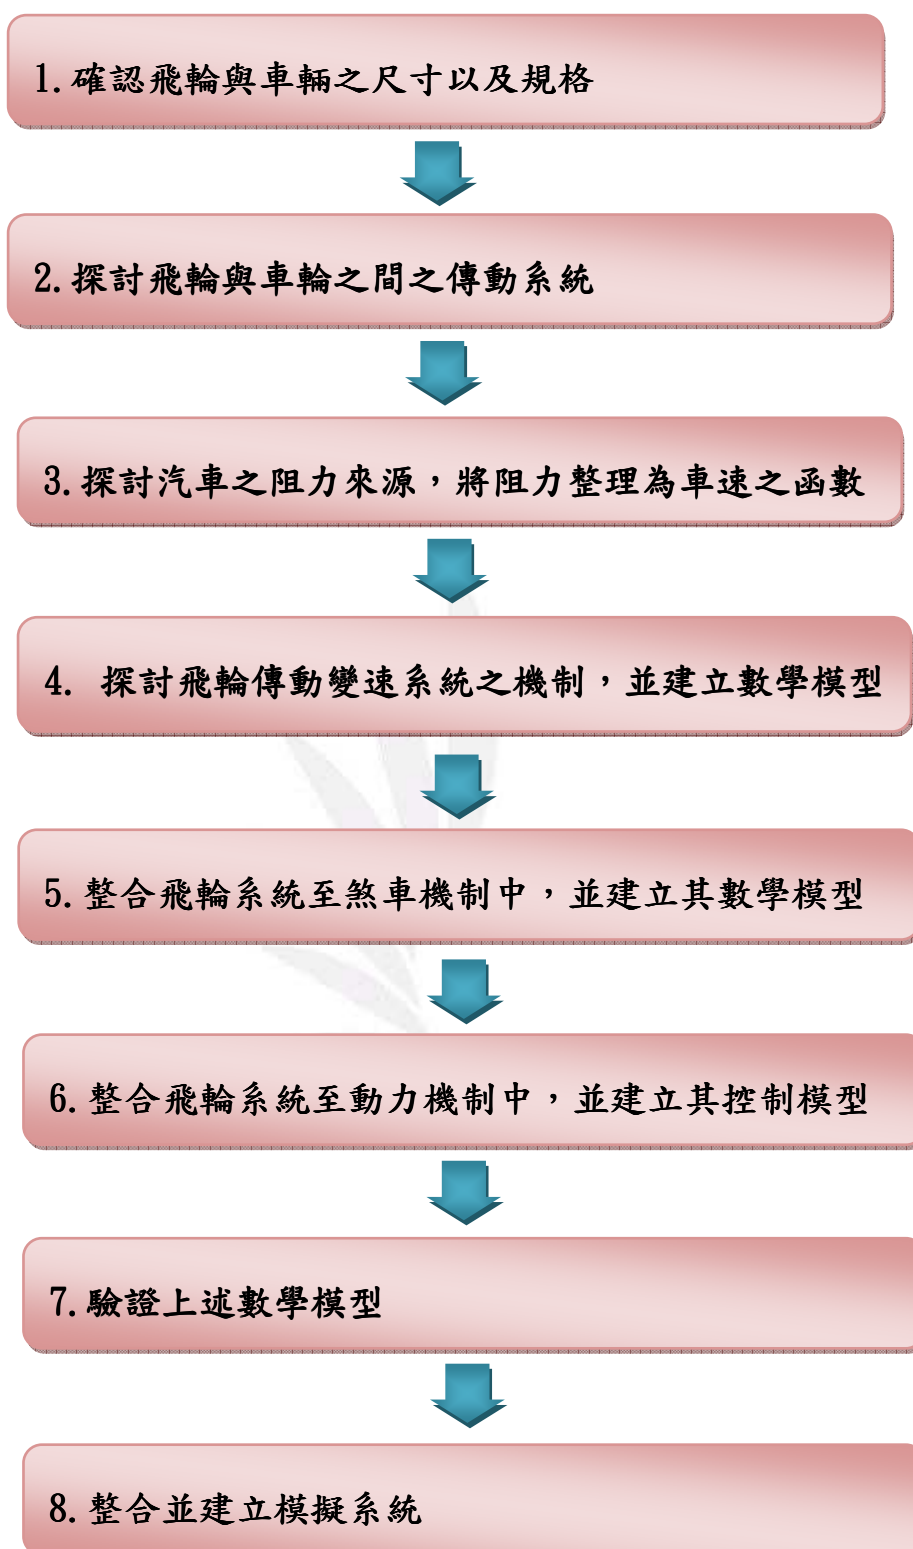 1.確認飛輪與車輛之尺寸以及規格
2.探討飛輪與車輪之間之傳動系統
3.探討汽車之阻力來源，將阻力整理為車速之函數
4. 探討飛輪傳動變速系統之機制，並建立數學模型
5.整合飛輪系統至煞車機制中，並建立其數學模型
6.整合飛輪系統至動力機制中，並建立其控制模型
7.驗證上述數學模型
8.整合並建立模擬系統